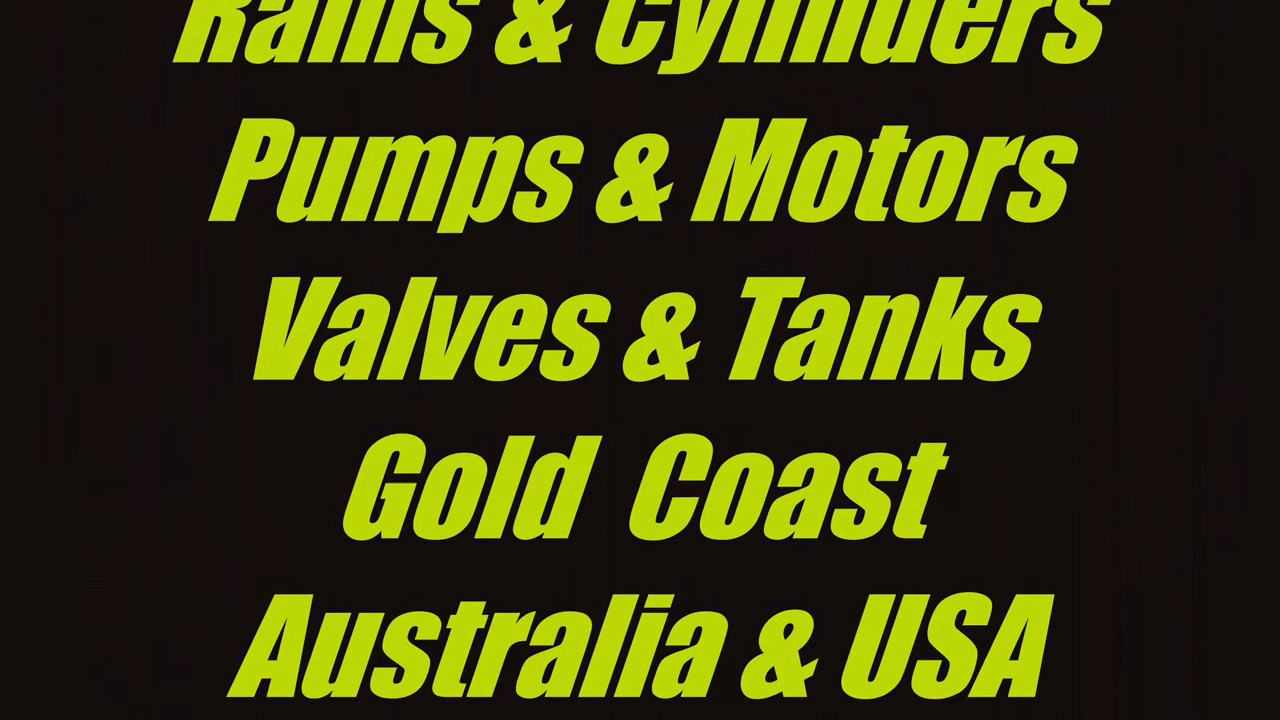 Rams & Cylinders
Pumps & Motors
Valves & Tanks
Gold Coast
Australia & USA